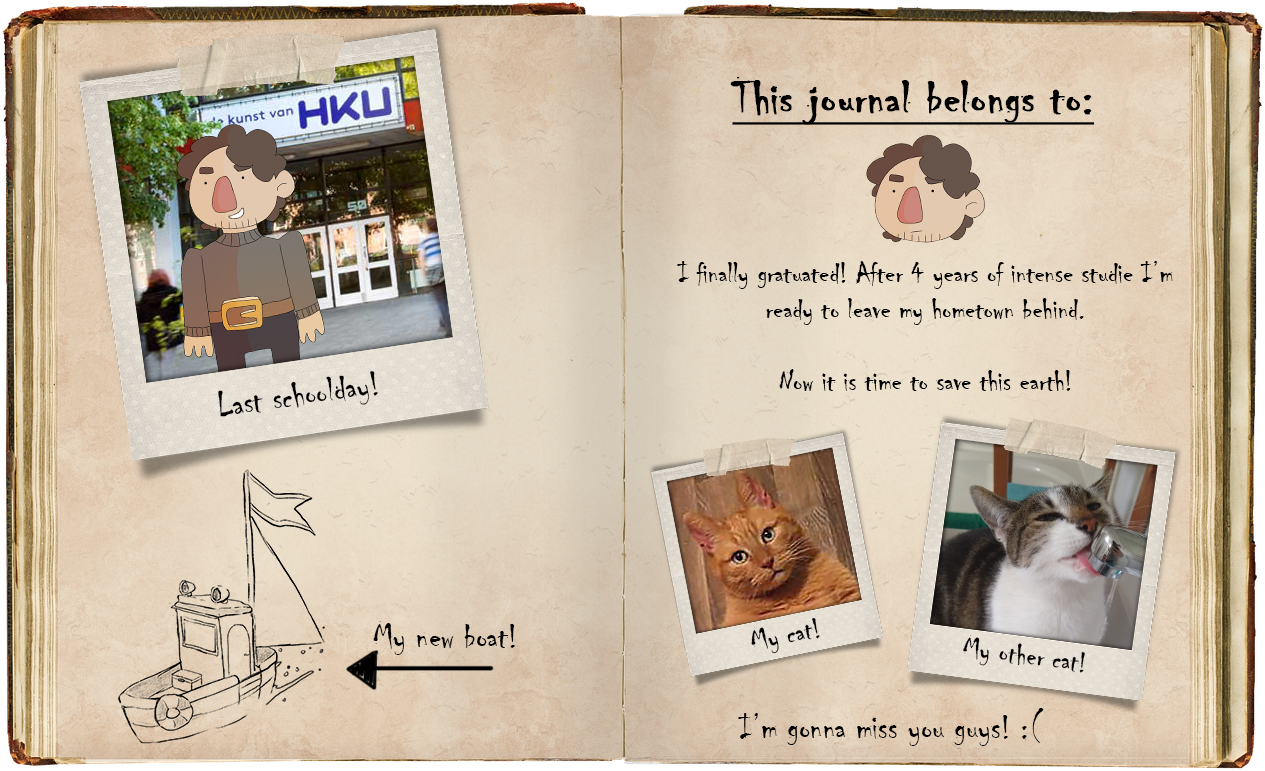 de kunst van HKU
50
Last schoolday!
My new boat!
This journal belongs to:
I finally gratuated! After 4 years of intense studie I'm
ready to leave my hometown behind.
Now it is time to save this earth!
My cat!
My other cat!
I'm gonna miss you guys! :(